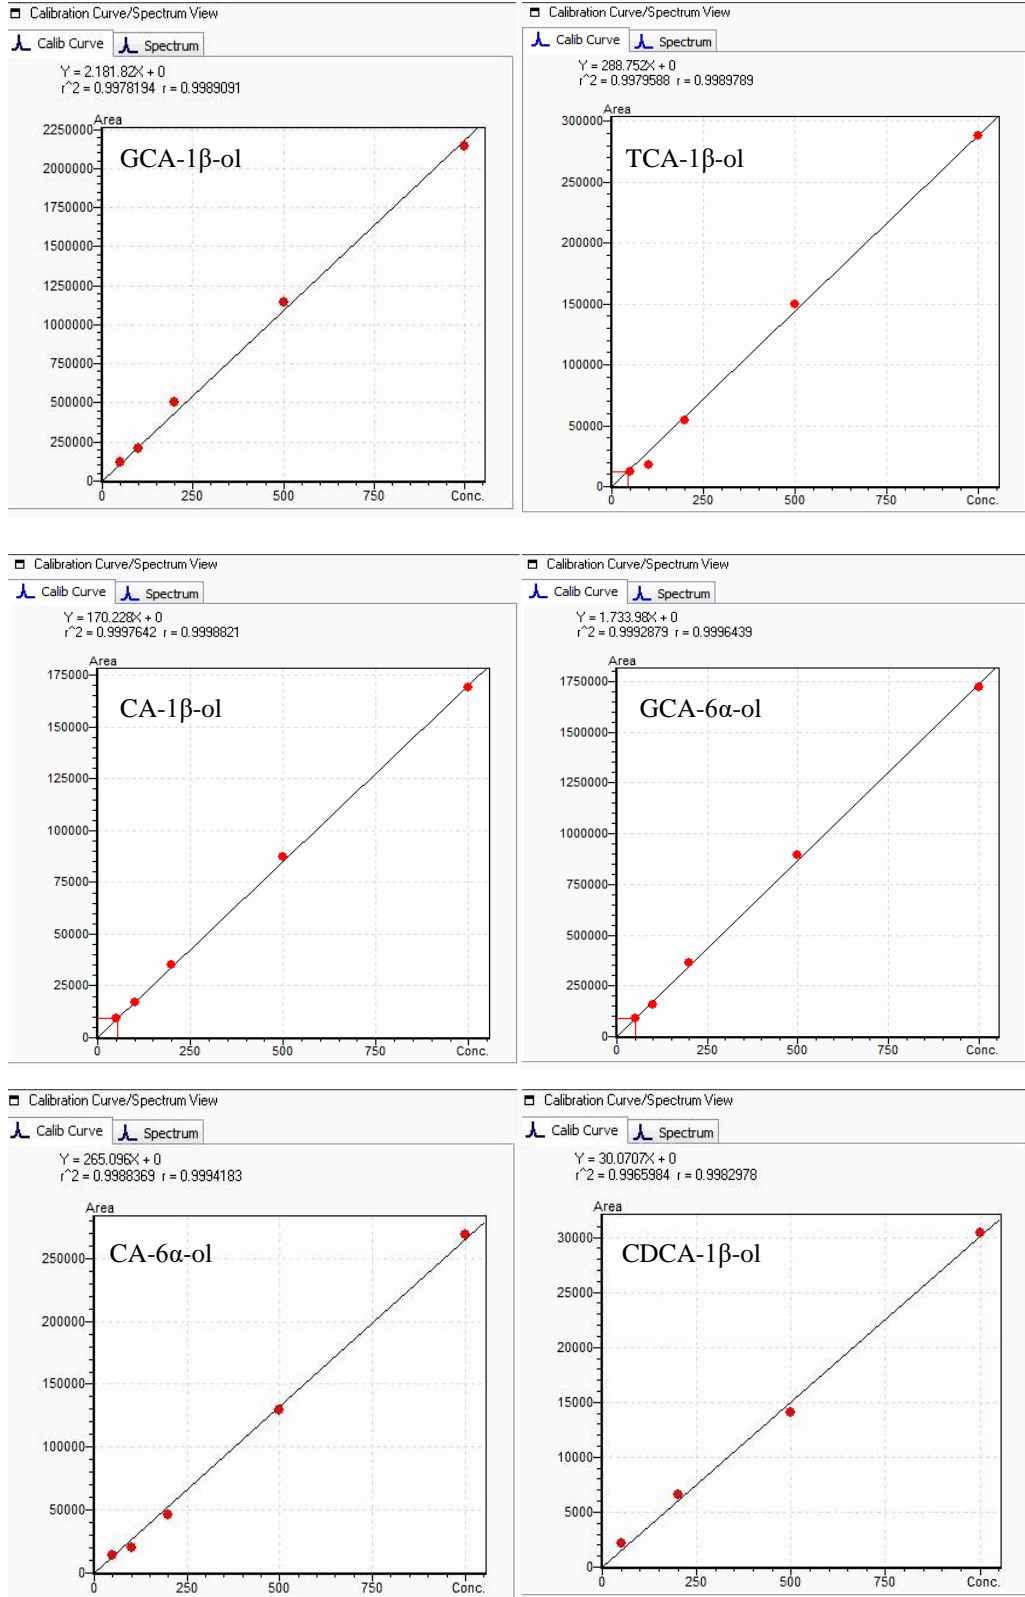 Calibration Curve/Spectrum View
Calib Curve Spectrum
Y = 2.181.82X + 0
r^2 = 0.9978194 r = 0.9989091
Area
2250000
2000000
1750000
1500000
1250000
1000000
750000
500000
250000
0
GCA-1β-ol
0 250 500 750 Conc.
Calibration Curve/Spectrum View
Calib Curve Spectrum
Y = 288.752X + 0
r^2 = 0.9979588 r = 0.9989789
Area
300000
250000
200000
150000
100000
50000
0
TCA-1β-ol
0 250 500 750 Conc.
Calibration Curve/Spectrum View
Calib Curve Spectrum
Y = 170.228X + 0
r^2 = 0.9997642 r = 0.9998821
Area
175000
150000
125000
100000
75000
50000
25000
0
CA-1β-ol
0 250 500 750 Conc.
Calibration Curve/Spectrum View
Calib Curve Spectrum
Y = 1.733.98X + 0
r^2 = 0.9992879 r = 0.9996439
Area
1750000
1500000
1250000
1000000
750000
500000
250000
0
GCA-6α-ol
0 250 500 750 Conc.
Calibration Curve/Spectrum View
Calib Curve Spectrum
Y = 265.096X + 0
r^2 = 0.9988369 r = 0.9994183
Area
250000
200000
150000
100000
50000
0
CA-6α-ol
0 250 500 750 Conc.
Calibration Curve/Spectrum View
Calib Curve Spectrum
Y = 30.0707X + 0
r^2 = 0.9965984 r = 0.9982978
Area
30000
25000
20000
15000
10000
5000
0
CDCA-1β-ol
0 250 500 750 Conc.